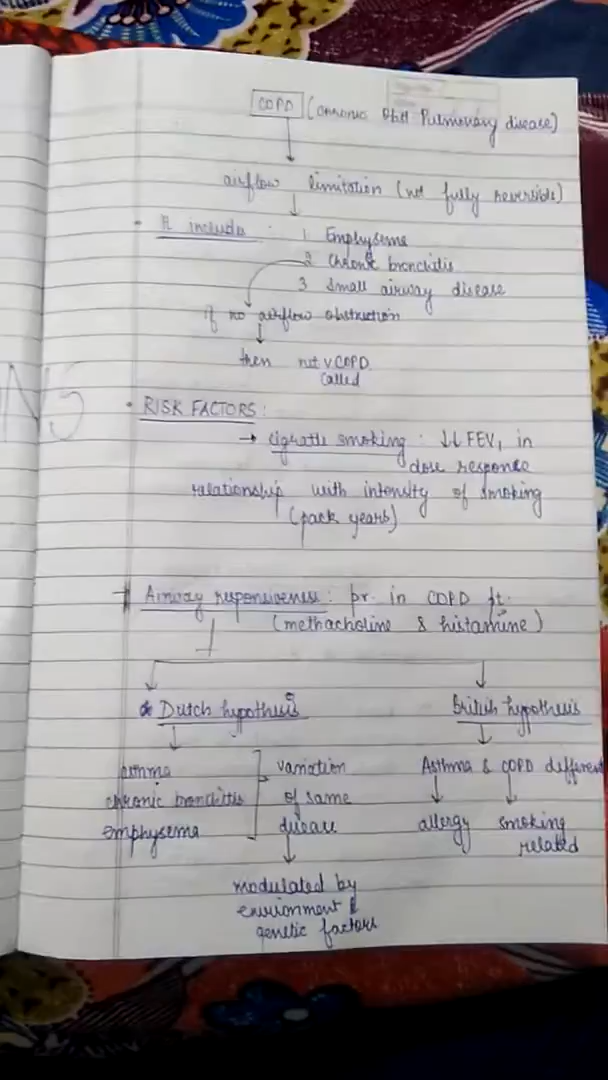 COPD (chronic Obst Pulmonary disease)
airflow limitation (not fully reversible)
It include : 1 Emphysema
2 chronic bronchitis
3 small airway disease
if no airflow obstruction
then not v COPD.
called
RISK FACTORS :
→ cigratte smoking : ↓↓ FEV1 in
dose response
relationship with intensity of smoking
(pack years)
Airway responsiveness : pr. in COPD pt.
(methacholine & histamine)
* Dutch hypothesis
British hypothesis
asthma
chronic bronchitis
emphysema
variation
of same
disease
modulated by
environment &
genetic factors
Asthma & COPD different
allergy smoking
related
NS